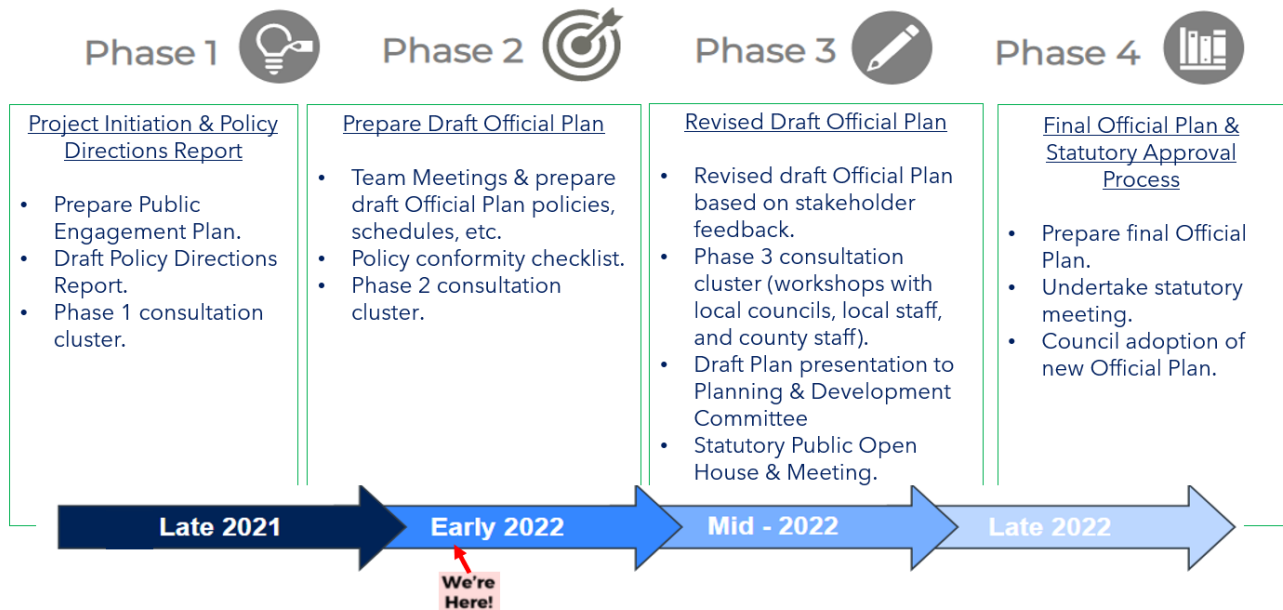 Phase 1
Phase 2
Phase 3
Phase 4
Project Initiation & Policy
Directions Report
• Prepare Public
Engagement Plan.
• Draft Policy Directions
Report.
• Phase 1 consultation
cluster.
Prepare Draft Official Plan
• Team Meetings & prepare
draft Official Plan policies,
schedules, etc.
• Policy conformity checklist.
• Phase 2 consultation
cluster.
Revised Draft Official Plan
• Revised draft Official Plan
based on stakeholder
feedback.
• Phase 3 consultation
cluster (workshops with
local councils, local staff,
and county staff).
• Draft Plan presentation to
Planning & Development
Committee
• Statutory Public Open
House & Meeting.
Final Official Plan &
Statutory Approval
Process
• Prepare final Official
Plan.
• Undertake statutory
meeting.
• Council adoption of
new Official Plan.
Late 2021
Early 2022
Mid - 2022
Late 2022
We're
Here!